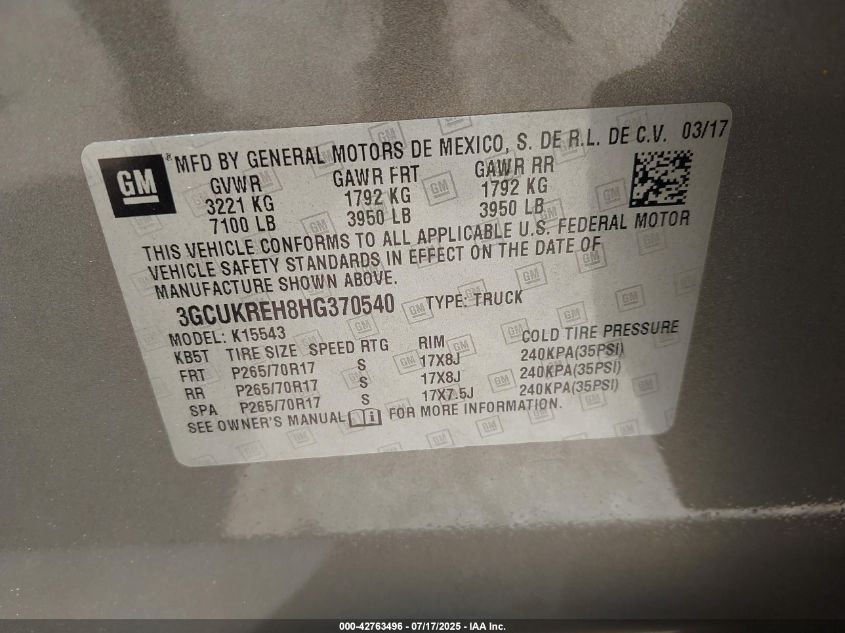 GM
MFD BY GENERAL MOTORS DE MEXICO, S. DE R.L. DE C.V. 03/17
GVWR GAWR FRT GAWR RR
3221 KG 1792 KG 1792 KG
7100 LB 3950 LB 3950 LB
THIS VEHICLE CONFORMS TO ALL APPLICABLE U.S. FEDERAL MOTOR
VEHICLE SAFETY STANDARDS IN EFFECT ON THE DATE OF
MANUFACTURE SHOWN ABOVE.
3GCUKREH8HG370540 TYPE: TRUCK
MODEL: K15543
KB5T TIRE SIZE SPEED RTG RIM COLD TIRE PRESSURE
FRT P265/70R17 S 17X8J 240KPA(35PSI)
RR P265/70R17 S 17X8J 240KPA(35PSI)
SPA P265/70R17 S 17X7.5J 240KPA(35PSI)
SEE OWNER'S MANUAL FOR MORE INFORMATION.
000-42763496 - 07/17/2025 - IAA Inc.